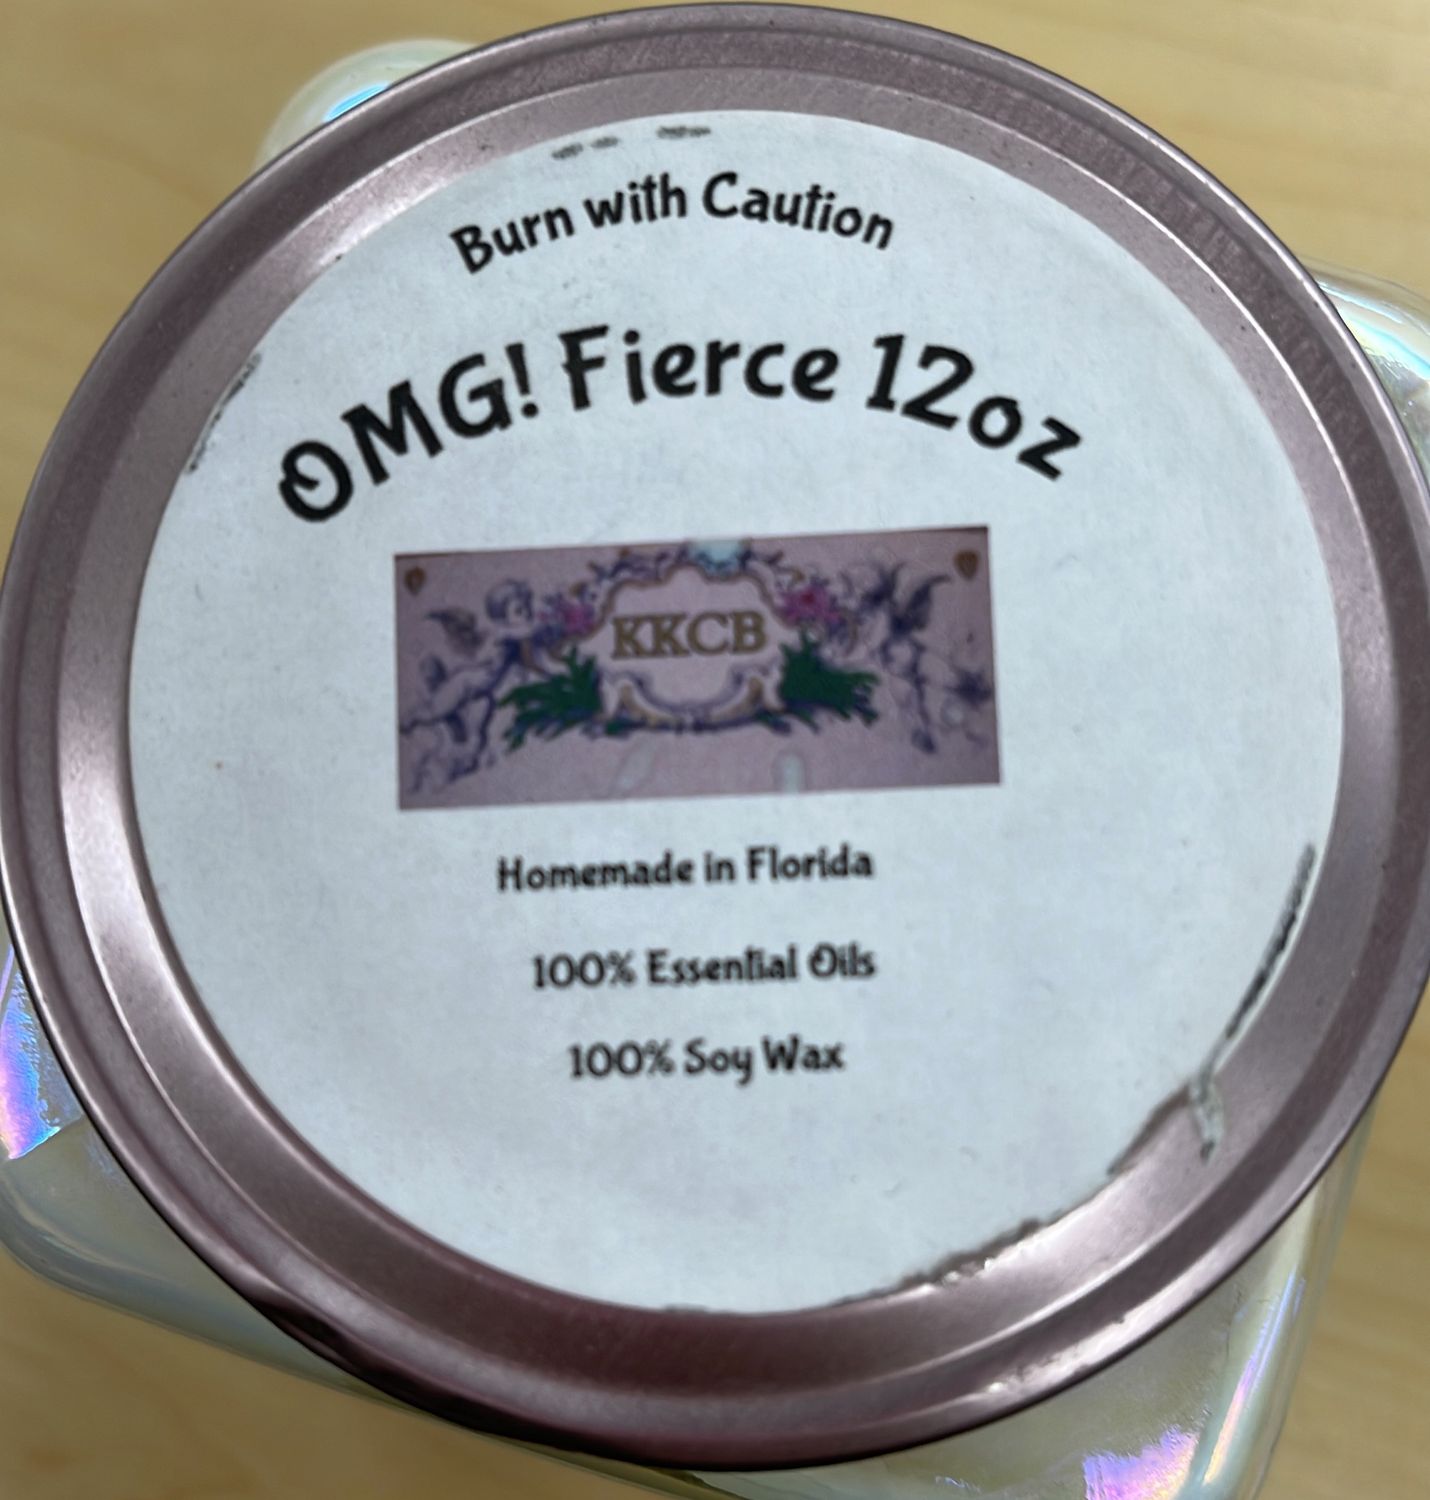 Burn with Caution
OMG! Fierce 12oz
KKCB
Homemade in Florida
100% Essential Oils
100% Soy Wax